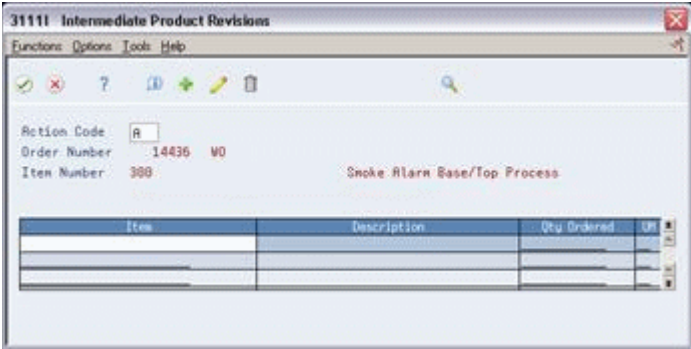 31111 Intermediate Product Revisions
Functions Options Tools Help
?
Action Code A
Order Number 14436 WO
Item Number 300 Smoke Alarm Base/Top Process
Item Description Qty Ordered UM